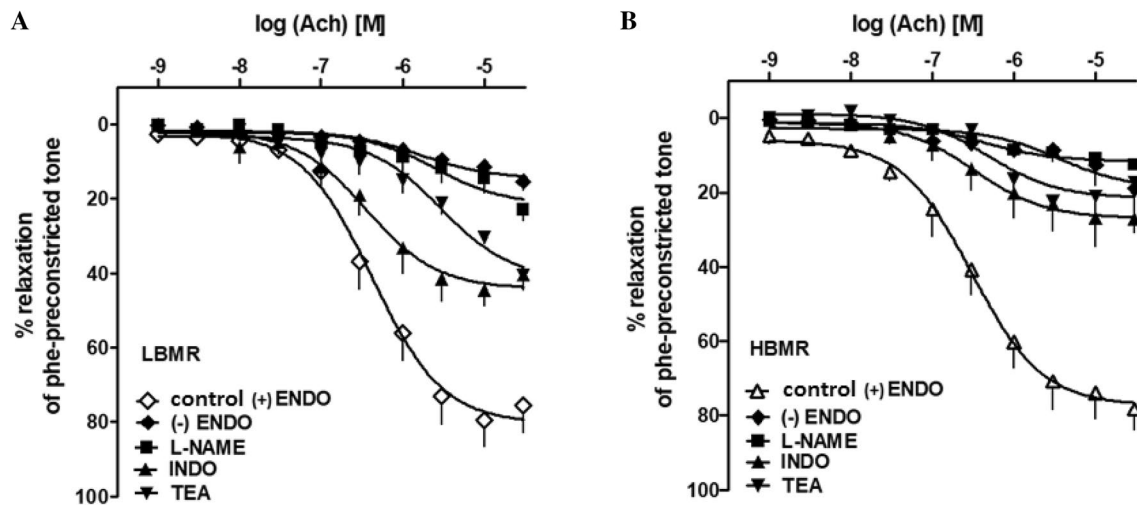 A
log (Ach) [M]
-9 -8 -7 -6 -5
0
20
40
60
80
100
% relaxation
of phe-preconstricted tone
LBMR
control (+) ENDO
(-) ENDO
L-NAME
INDO
TEA
B
log (Ach) [M]
-9 -8 -7 -6 -5
0
20
40
60
80
100
% relaxation
of phe-preconstricted tone
HBMR
control (+) ENDO
(-) ENDO
L-NAME
INDO
TEA